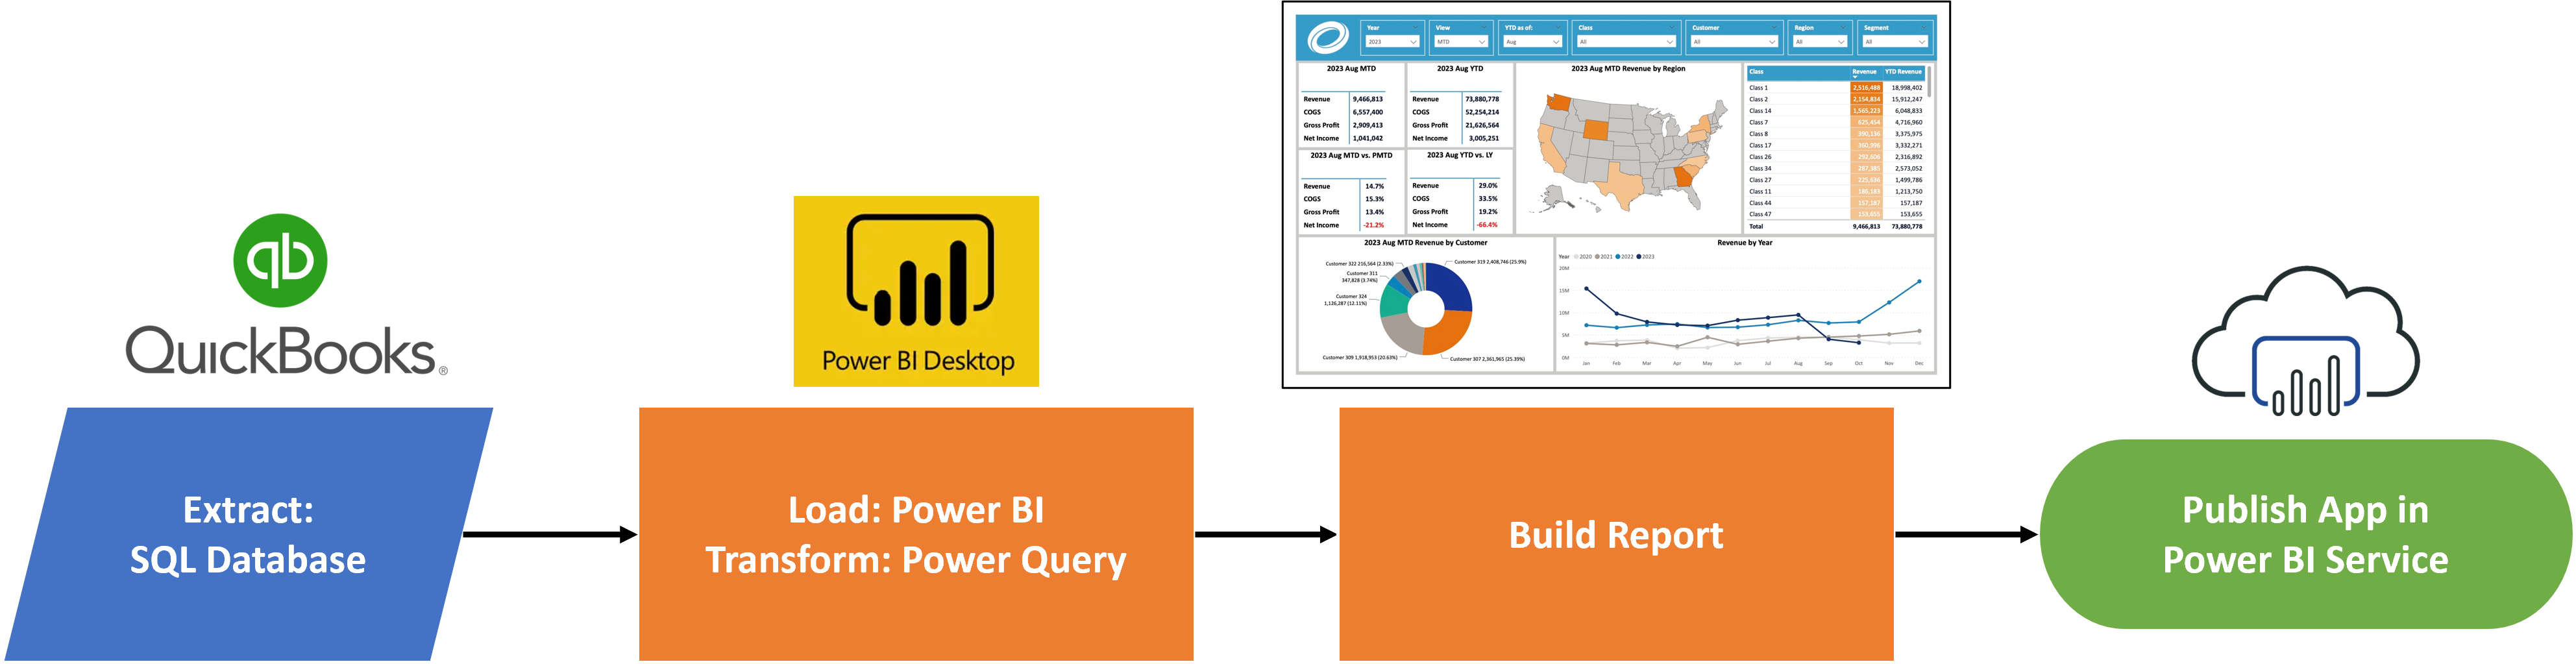 qb
QuickBooks®
Extract:
SQL Database
Power BI Desktop
Load: Power BI
Transform: Power Query
Year
2023
View
MTD
YTD as of:
Aug
Class
All
Customer
All
Region
All
Segment
All
2023 Aug MTD
Revenue 9,466,813
COGS 6,557,400
Gross Profit 2,909,413
Net Income 1,041,042
2023 Aug YTD
Revenue 73,880,778
COGS 52,254,214
Gross Profit 21,626,564
Net Income 3,005,251
2023 Aug MTD vs. PMTD
Revenue 14.7%
COGS 15.3%
Gross Profit 13.4%
Net Income -21.2%
2023 Aug YTD vs. LY
Revenue 29.0%
COGS 33.5%
Gross Profit 19.2%
Net Income -66.4%
2023 Aug MTD Revenue by Region
Class Revenue YTD Revenue
Class 1 2,516,488 18,998,402
Class 2 2,154,834 15,912,247
Class 14 1,565,223 6,048,833
Class 7 625,454 4,716,960
Class 8 3,375,975
Class 17 360,996 3,332,271
Class 26 292,606 2,316,892
Class 34 287,385 2,573,052
Class 27 1,499,786
Class 11 186,183 1,213,750
Class 44 157,187 157,187
Class 47 153,655 153,655
Total 9,466,813 73,880,778
2023 Aug MTD Revenue by Customer
Customer 322 216,564 (2.33%)
Customer 311
347,828 (3.74%)
Customer 324
1,126,287 (12.11%)
Customer 309 1,918,953 (20.63%)
Customer 319 2,408,746 (25.9%)
Customer 307 2,361,965 (25.39%)
Revenue by Year
Year 2020 2021 2022 2023
20M
15M
10M
5M
0M
Jan Feb Mar Apr May Jun Jul Aug Sep Oct Nov Dec
Build Report
Publish App in
Power BI Service